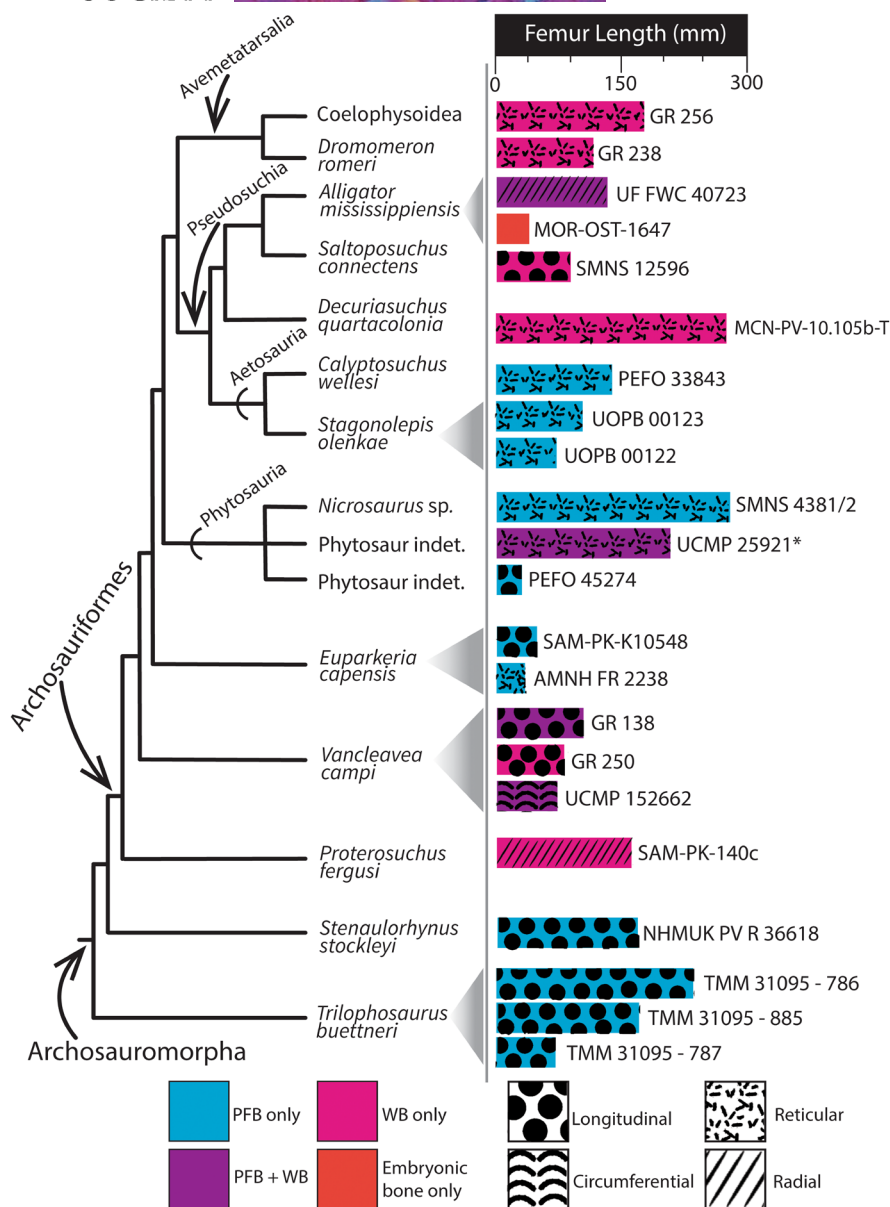 Femur Length (mm)
0
150
300
Avemetatarsalia
Coelophysoidea
GR 256
Dromomeron
romeri
GR 238
Pseudosuchia
Alligator
mississippiensis
UF FWC 40723
MOR-OST-1647
Saltoposuchus
connectens
SMNS 12596
Decuriasuchus
quartacolonia
MCN-PV-10.105b-T
Aetosauria
Calyptosuchus
wellesi
PEFO 33843
Stagonolepis
olenkae
UOPB 00123
UOPB 00122
Phytosauria
Nicrosaurus sp.
SMNS 4381/2
Phytosaur indet.
UCMP 25921*
Phytosaur indet.
PEFO 45274
Archosauriformes
Euparkeria
capensis
SAM-PK-K10548
AMNH FR 2238
Vancleavea
campi
GR 138
GR 250
UCMP 152662
Proterosuchus
fergusi
SAM-PK-140c
Stenaulorhynus
stockleyi
NHMUK PV R 36618
Trilophosaurus
buettneri
TMM 31095 - 786
TMM 31095 - 885
TMM 31095 - 787
Archosauromorpha
PFB only
WB only
Longitudinal
Reticular
PFB + WB
Embryonic
bone only
Circumferential
Radial